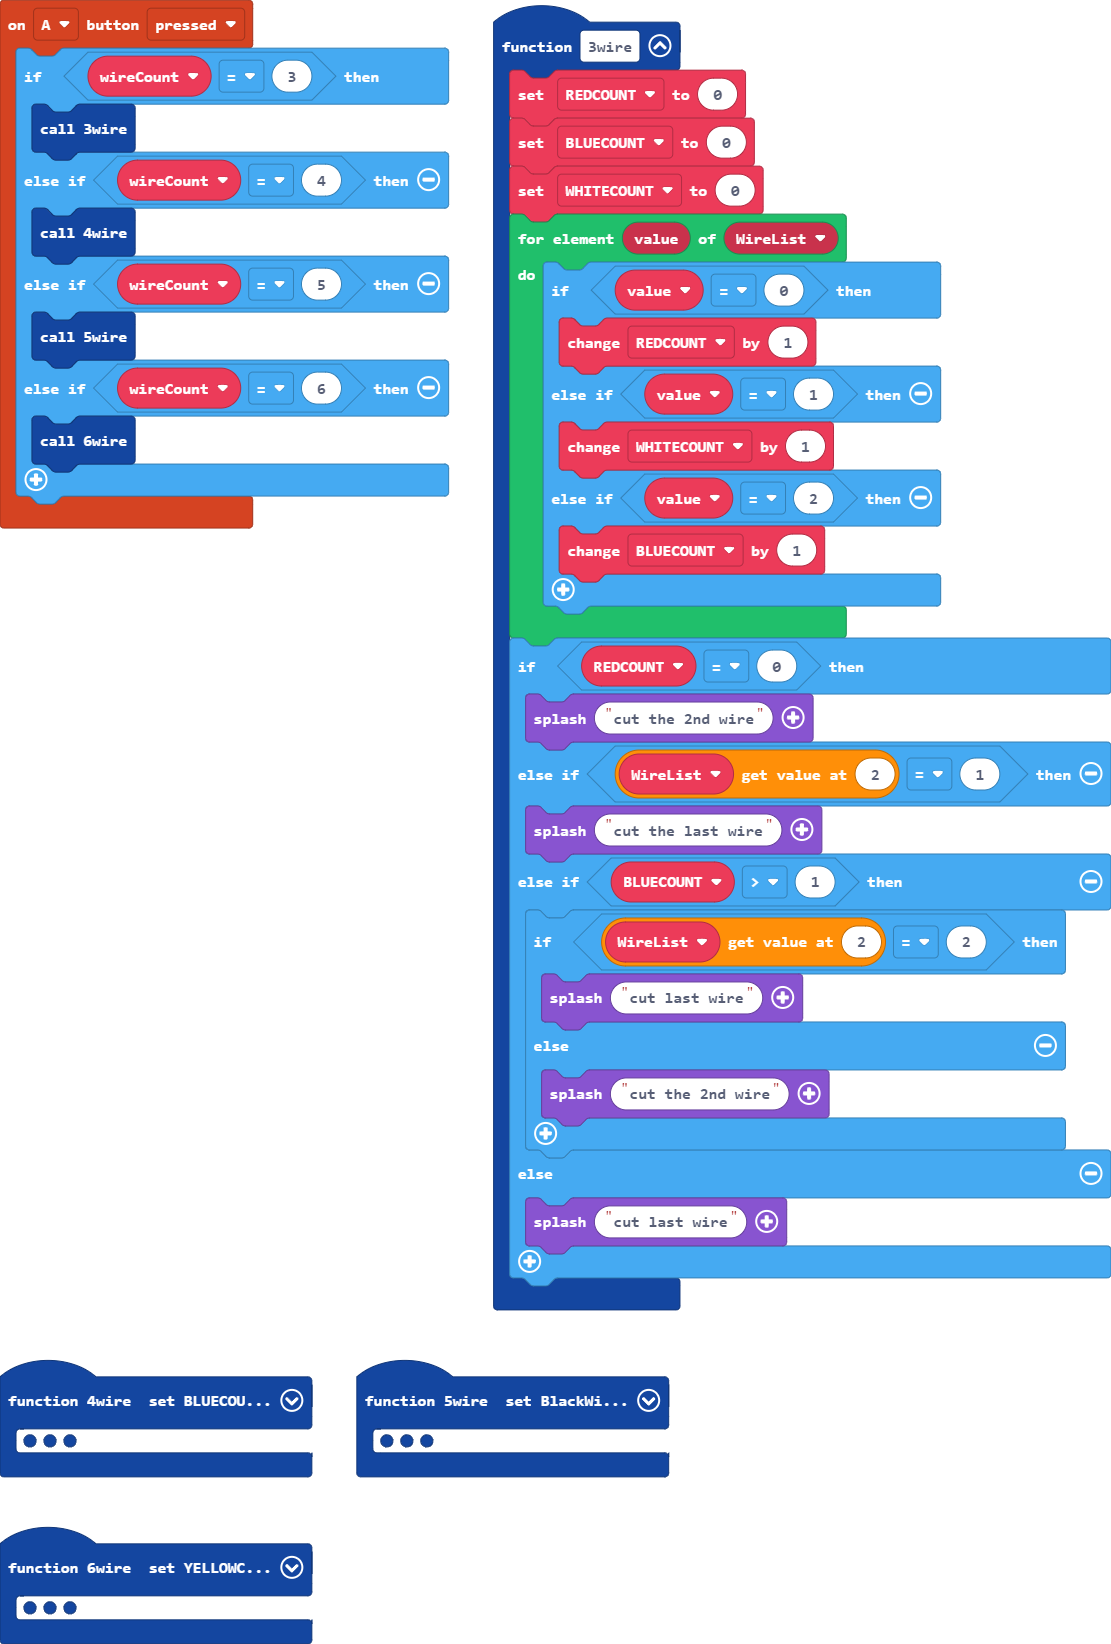 on A button pressed
if wireCount = 3 then
call 3wire
else if wireCount = 4 then
call 4wire
else if wireCount = 5 then
call 5wire
else if wireCount = 6 then
call 6wire
function 3wire
set REDCOUNT to 0
set BLUECOUNT to 0
set WHITECOUNT to 0
for element value of WireList
do
if value = 0 then
change REDCOUNT by 1
else if value = 1 then
change WHITECOUNT by 1
else if value = 2 then
change BLUECOUNT by 1
if REDCOUNT = 0 then
splash "cut the 2nd wire"
else if WireList get value at 2 = 1 then
splash "cut the last wire"
else if BLUECOUNT > 1 then
if WireList get value at 2 = 2 then
splash "cut last wire"
else
splash "cut the 2nd wire"
else
splash "cut last wire"
function 4wire set BLUECOU...
function 5wire set BlackWi...
function 6wire set YELLOWC...